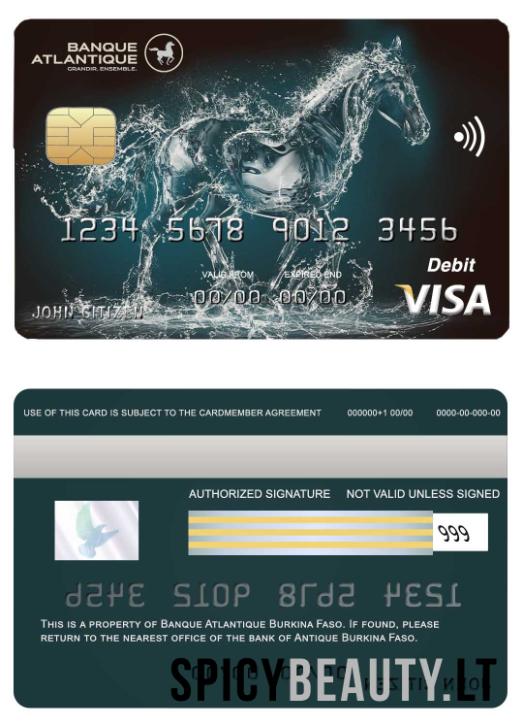 BANQUE
ATLANTIQUE
GRANDIR, ENSEMBLE.
1234 5678 9012 3456
VALID FROM EXPIRED END
00/00 00/00
JOHN CITIZEN
Debit
VISA
USE OF THIS CARD IS SUBJECT TO THE CARDMEMBER AGREEMENT 000000+1 00/00 0000-00-000-00
AUTHORIZED SIGNATURE NOT VALID UNLESS SIGNED
999
THIS IS A PROPERTY OF BANQUE ATLANTIQUE BURKINA FASO. IF FOUND, PLEASE
RETURN TO THE NEAREST OFFICE OF THE BANK OF ANTIQUE BURKINA FASO.
SPICYBEAUTY.LT